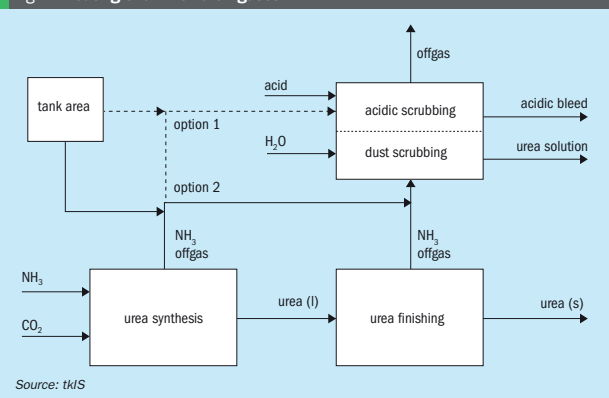 offgas
acid
tank area
acidic scrubbing
acidic bleed
option 1
H₂O
dust scrubbing
urea solution
option 2
NH₃
offgas
NH₃
offgas
NH₃
urea (l)
urea (s)
urea synthesis
urea finishing
CO₂
Source: tkIS